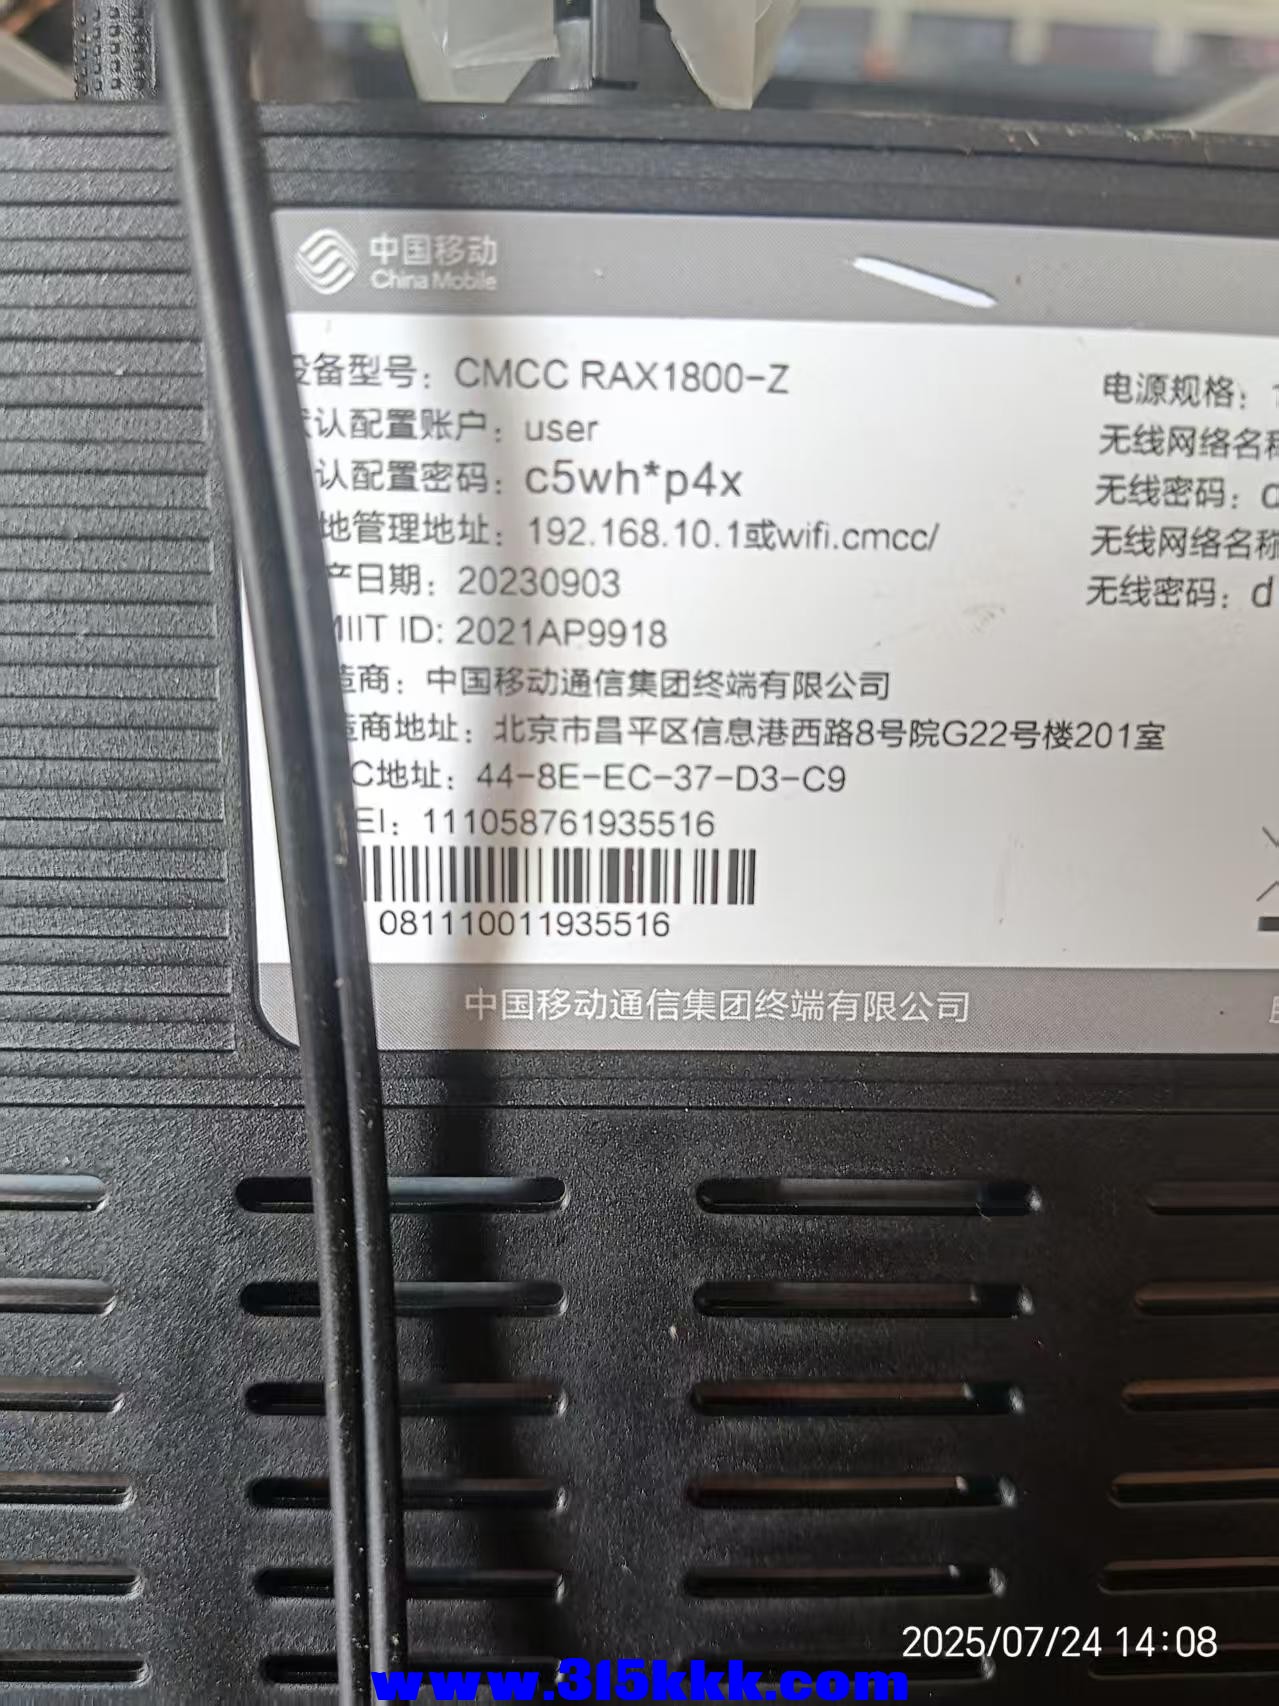 中国移动
China Mobile
设备型号：CMCC RAX1800-Z
电源规格：
认配置账户：user
无线网络名称
认配置密码：c5wh*p4x
无线密码：
地管理地址：192.168.10.1或wifi.cmcc/
无线网络名称
产日期：20230903
无线密码：d
MIIT ID: 2021AP9918
造商：中国移动通信集团终端有限公司
造商地址：北京市昌平区信息港西路8号院G22号楼201室
C地址：44-8E-EC-37-D3-C9
EI：111058761935516
081110011935516
中国移动通信集团终端有限公司
2025/07/24 14:08
www.315kkk.com